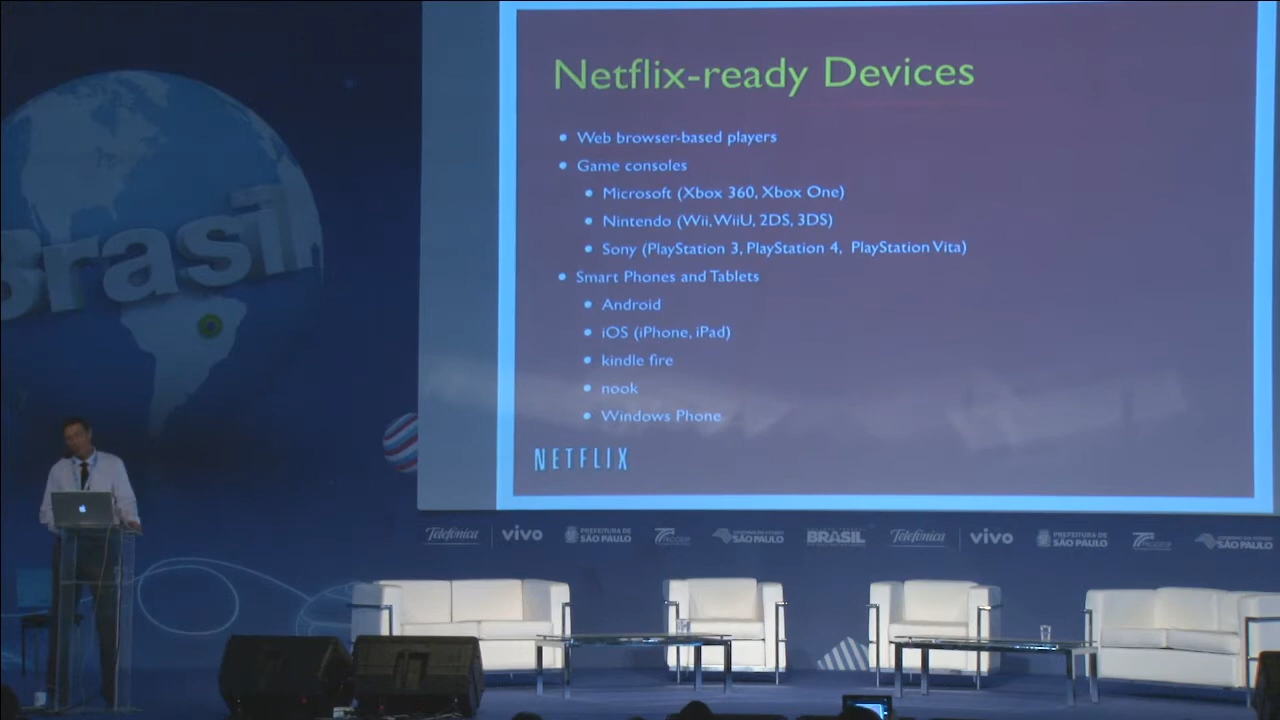 Netflix-ready Devices
• Web browser-based players
• Game consoles
• Microsoft (Xbox 360, Xbox One)
• Nintendo (Wii, WiiU, 2DS, 3DS)
• Sony (PlayStation 3, PlayStation 4, PlayStation Vita)
• Smart Phones and Tablets
• Android
• iOS (iPhone, iPad)
• kindle fire
• nook
• Windows Phone
NETFLIX
Brasil
Telefónica vivo PREFEITURA DE SÃO PAULO SÃO PAULO BRASIL Telefónica vivo PREFEITURA DE SÃO PAULO SÃO PAULO